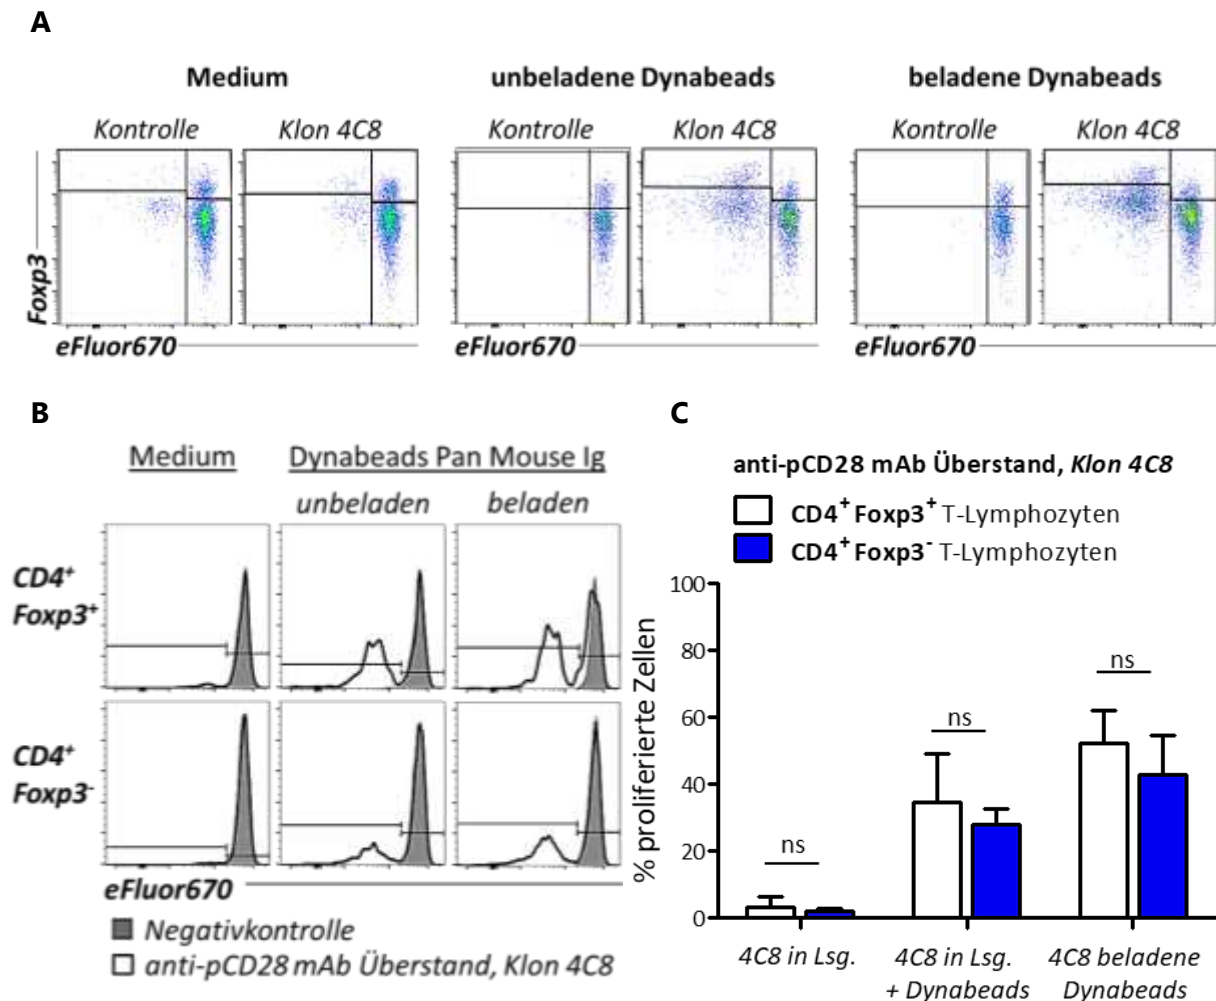 A
Medium
unbeladene Dynabeads
beladene Dynabeads
Kontrolle
Klon 4C8
Kontrolle
Klon 4C8
Kontrolle
Klon 4C8
Foxp3
eFluor670
eFluor670
eFluor670
B
Medium
Dynabeads Pan Mouse Ig
unbeladen
beladen
CD4+
Foxp3+
CD4+
Foxp3-
eFluor670
Negativkontrolle
anti-pCD28 mAb Überstand, Klon 4C8
C
anti-pCD28 mAb Überstand, Klon 4C8
CD4+ Foxp3+ T-Lymphozyten
CD4+ Foxp3- T-Lymphozyten
% proliferierte Zellen
100
80
60
40
20
0
ns
ns
ns
4C8 in Lsg.
4C8 in Lsg.
+ Dynabeads
4C8 beladene
Dynabeads